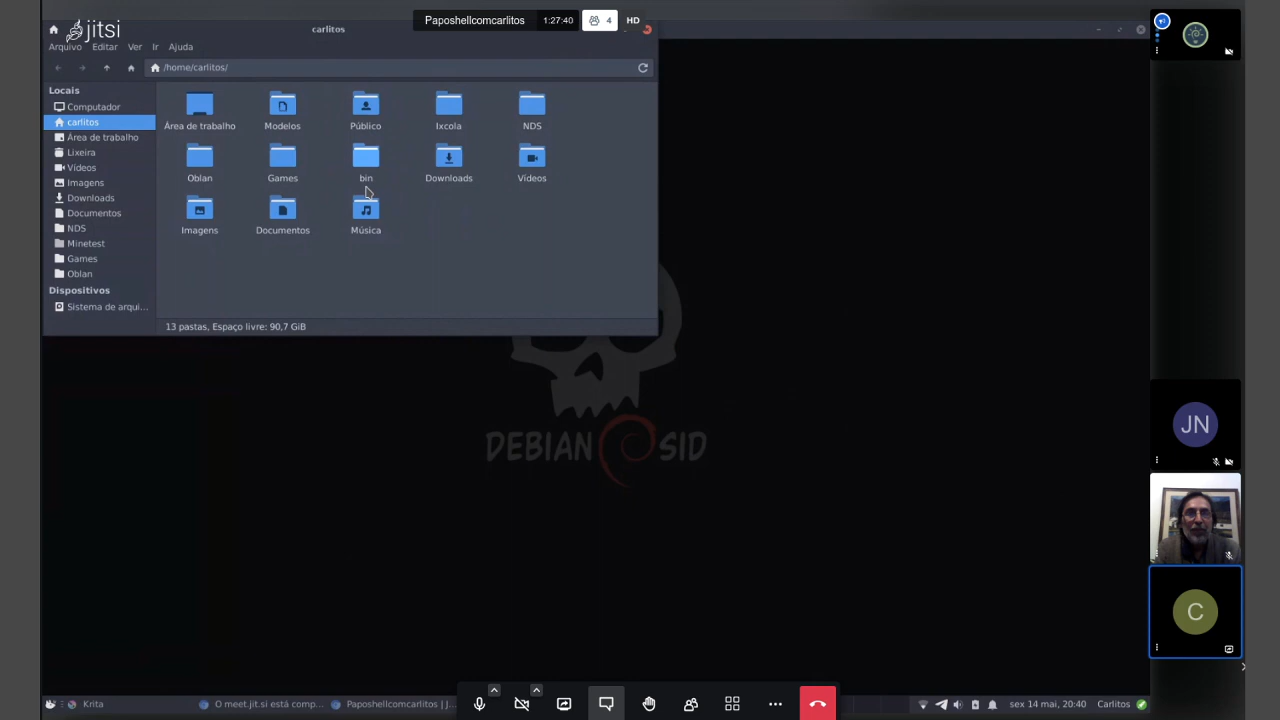 jitsi
carlitos
Paposhellcomcarlitos
1:27:40
4
HD
Arquivo Editar Ver Ir Ajuda
/home/carlitos/
Locais
Computador
carlitos
Área de trabalho
Lixeira
Vídeos
Imagens
Downloads
Documentos
NDS
Minetest
Games
Oblan
Dispositivos
Sistema de arqui...
Área de trabalho Modelos Público Ixcola NDS
Oblan Games bin Downloads Vídeos
Imagens Documentos Música
13 pastas, Espaço livre: 90,7 GiB
DEBIAN SID
JN
C
Krita
O meet.jit.si está comp...
Paposhellcomcarlitos | J...
sex 14 mai, 20:40
Carlitos